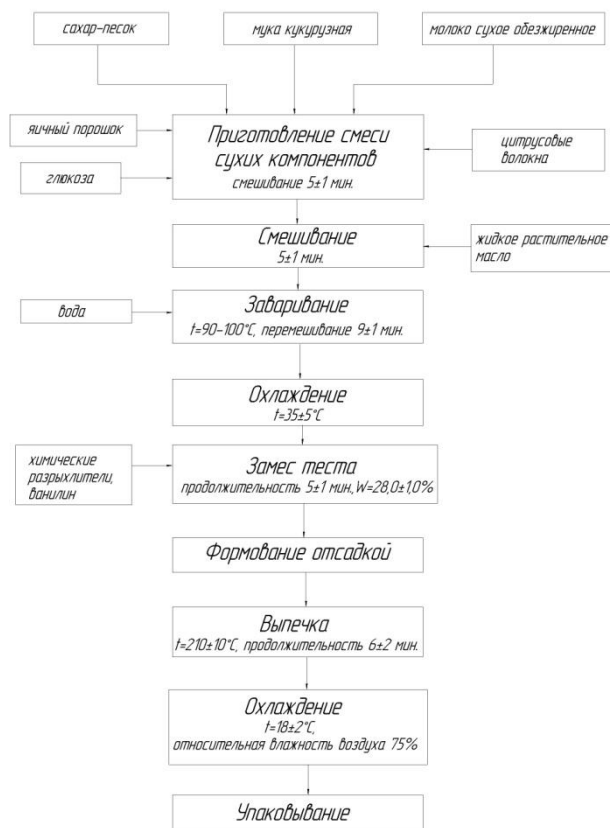 сахар-песок
мука кукурузная
молоко сухое обезжиренное
яичный порошок
глюкоза
Приготовление смеси
сухих компонентов
смешивание 5±1 мин.
цитрусовые
волокна
Смешивание
5±1 мин.
жидкое растительное
масло
вода
Заваривание
t=90-100°C, перемешивание 9±1 мин.
Охлаждение
t=35±5°C
химические
разрыхлители,
ванилин
Замес теста
продолжительность 5±1 мин., W=28,0±1,0%
Формование отсадкой
Выпечка
t=210±10°C, продолжительность 6±2 мин.
Охлаждение
t=18±2°C,
относительная влажность воздуха 75%
Упаковывание